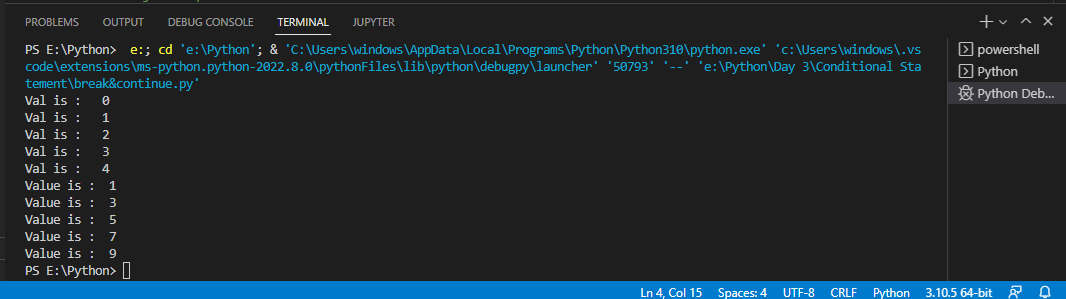 PROBLEMS OUTPUT DEBUG CONSOLE TERMINAL JUPYTER
PS E:\Python>  e:; cd 'e:\Python'; & 'C:\Users\windows\AppData\Local\Programs\Python\Python310\python.exe' 'c:\Users\windows\.vs
code\extensions\ms-python.python-2022.8.0\pythonFiles\lib\python\debugpy\launcher' '50793' '--' 'e:\Python\Day 3\Conditional Sta
tement\break&continue.py'
Val is :   0
Val is :   1
Val is :   2
Val is :   3
Val is :   4
Value is :  1
Value is :  3
Value is :  5
Value is :  7
Value is :  9
PS E:\Python>
powershell
Python
Python Deb...
Ln 4, Col 15 Spaces: 4 UTF-8 CRLF Python 3.10.5 64-bit